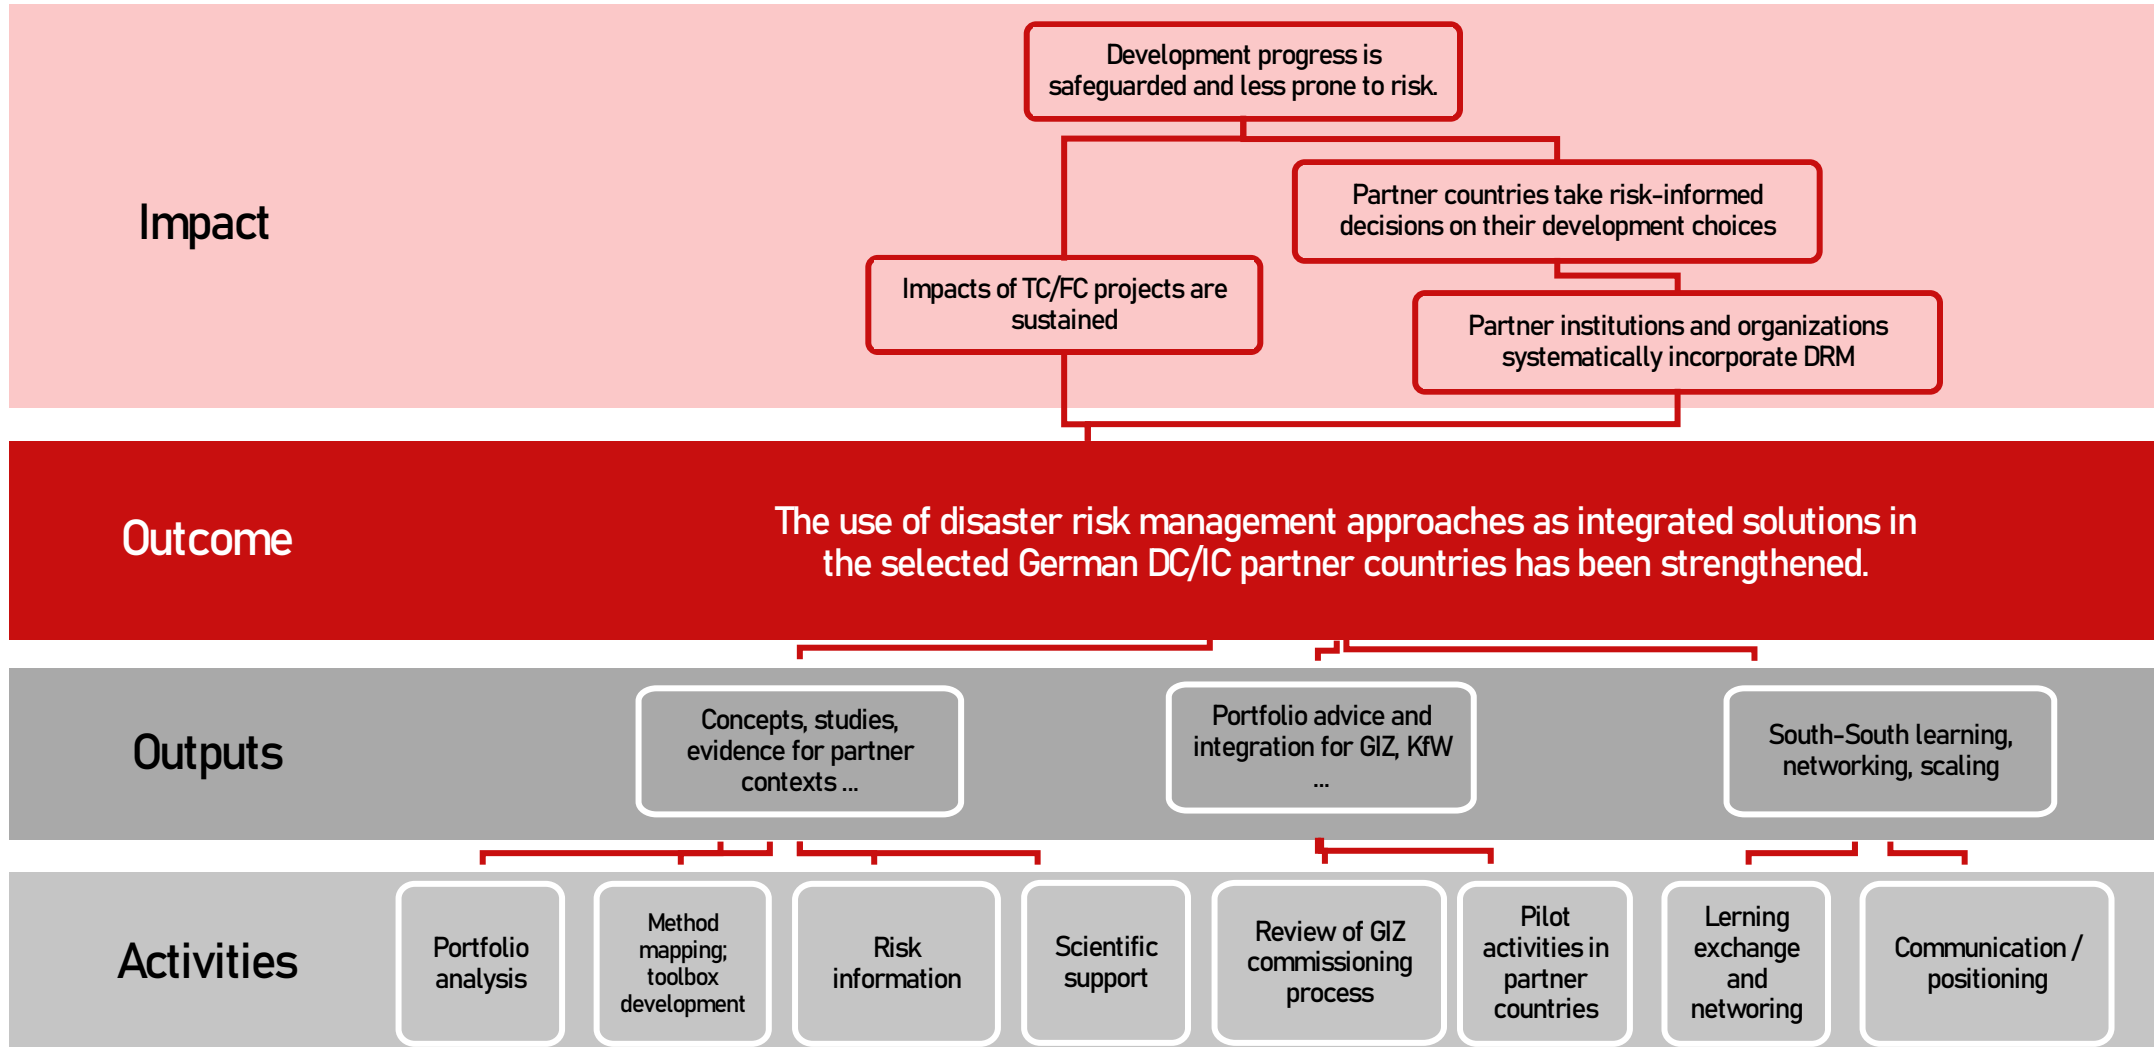 Impact
Development progress is
safeguarded and less prone to risk.
Partner countries take risk-informed
decisions on their development choices
Impacts of TC/FC projects are
sustained
Partner institutions and organizations
systematically incorporate DRM
Outcome
The use of disaster risk management approaches as integrated solutions in
the selected German DC/IC partner countries has been strengthened.
Outputs
Concepts, studies,
evidence for partner
contexts ...
Portfolio advice and
integration for GIZ, KfW
...
South-South learning,
networking, scaling
Activities
Portfolio
analysis
Method
mapping;
toolbox
development
Risk
information
Scientific
support
Review of GIZ
commissioning
process
Pilot
activities in
partner
countries
Lerning
exchange
and
networing
Communication /
positioning